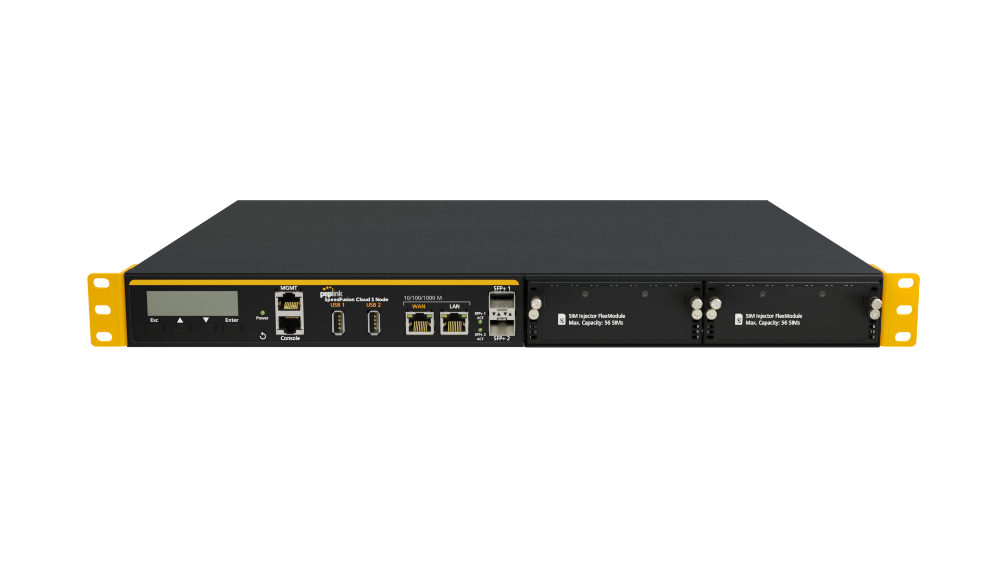 Esc
Enter
Power
MGMT
Console
peplink
SpeedFusion Cloud S Node
USB 1
USB 2
10/100/1000 M
WAN
LAN
SFP+ 1
ACT
SFP+ 2
ACT
SFP+ 1
SFP+ 2
SIM Injector FlexModule
Max. Capacity: 56 SIMs
SIM Injector FlexModule
Max. Capacity: 56 SIMs